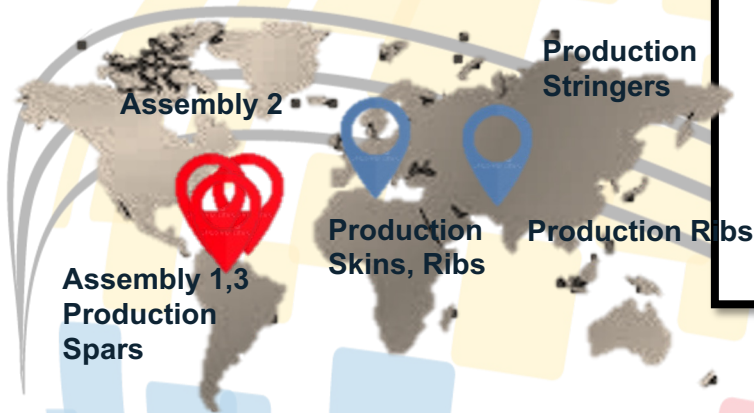 Production
Stringers
Assembly 2
Production
Skins, Ribs
Production Ribs
Assembly 1,3
Production
Spars